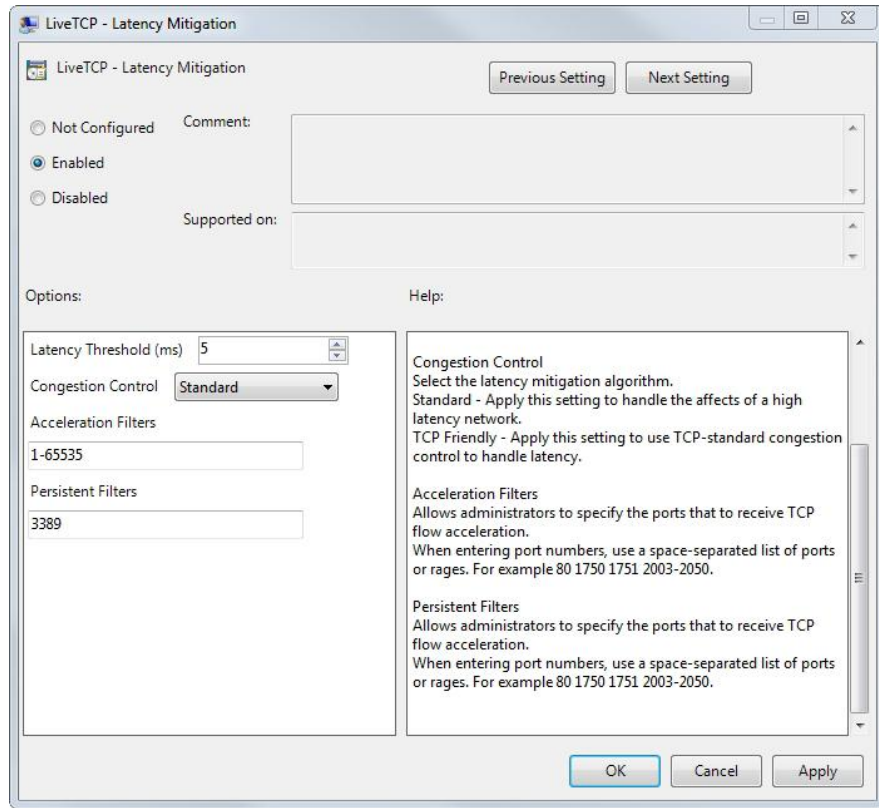 LiveTCP - Latency Mitigation
LiveTCP - Latency Mitigation
Previous Setting
Next Setting
Not Configured
Comment:
Enabled
Disabled
Supported on:
Options:
Help:
Latency Threshold (ms) 5
Congestion Control Standard
Acceleration Filters
1-65535
Persistent Filters
3389
Congestion Control
Select the latency mitigation algorithm.
Standard - Apply this setting to handle the affects of a high
latency network.
TCP Friendly - Apply this setting to use TCP-standard congestion
control to handle latency.
Acceleration Filters
Allows administrators to specify the ports that to receive TCP
flow acceleration.
When entering port numbers, use a space-separated list of ports
or rages. For example 80 1750 1751 2003-2050.
Persistent Filters
Allows administrators to specify the ports that to receive TCP
flow acceleration.
When entering port numbers, use a space-separated list of ports
or rages. For example 80 1750 1751 2003-2050.
OK
Cancel
Apply